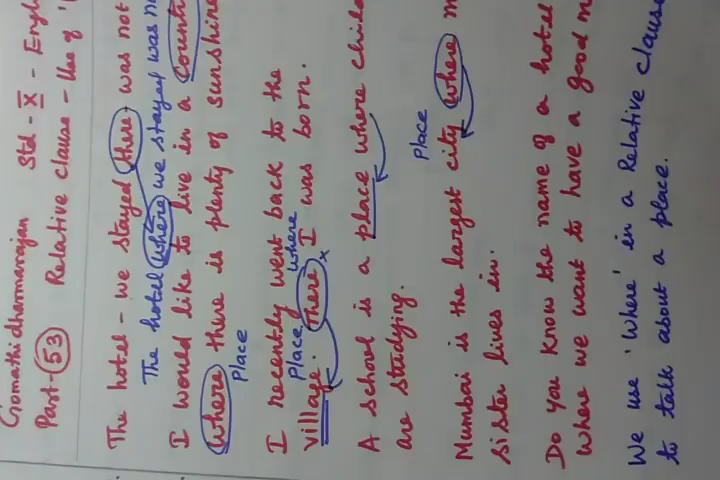 Gomathi dharmarajan Std - X - Engl
Part - 53 Relative clause - Use of '
The hotel - we stayed there was not
The hotel where we stayed was n
I would like to live in a countr
where there is plenty of sunshine
Place
I recently went back to the
Place where
village. There I was born.
x
A school is a place where child
are studying.
Place
Mumbai is the largest city where m
sister lives in.
Do you know the name of a hotel
where we want to have a good m
We use 'where' in a Relative clause
to talk about a place.